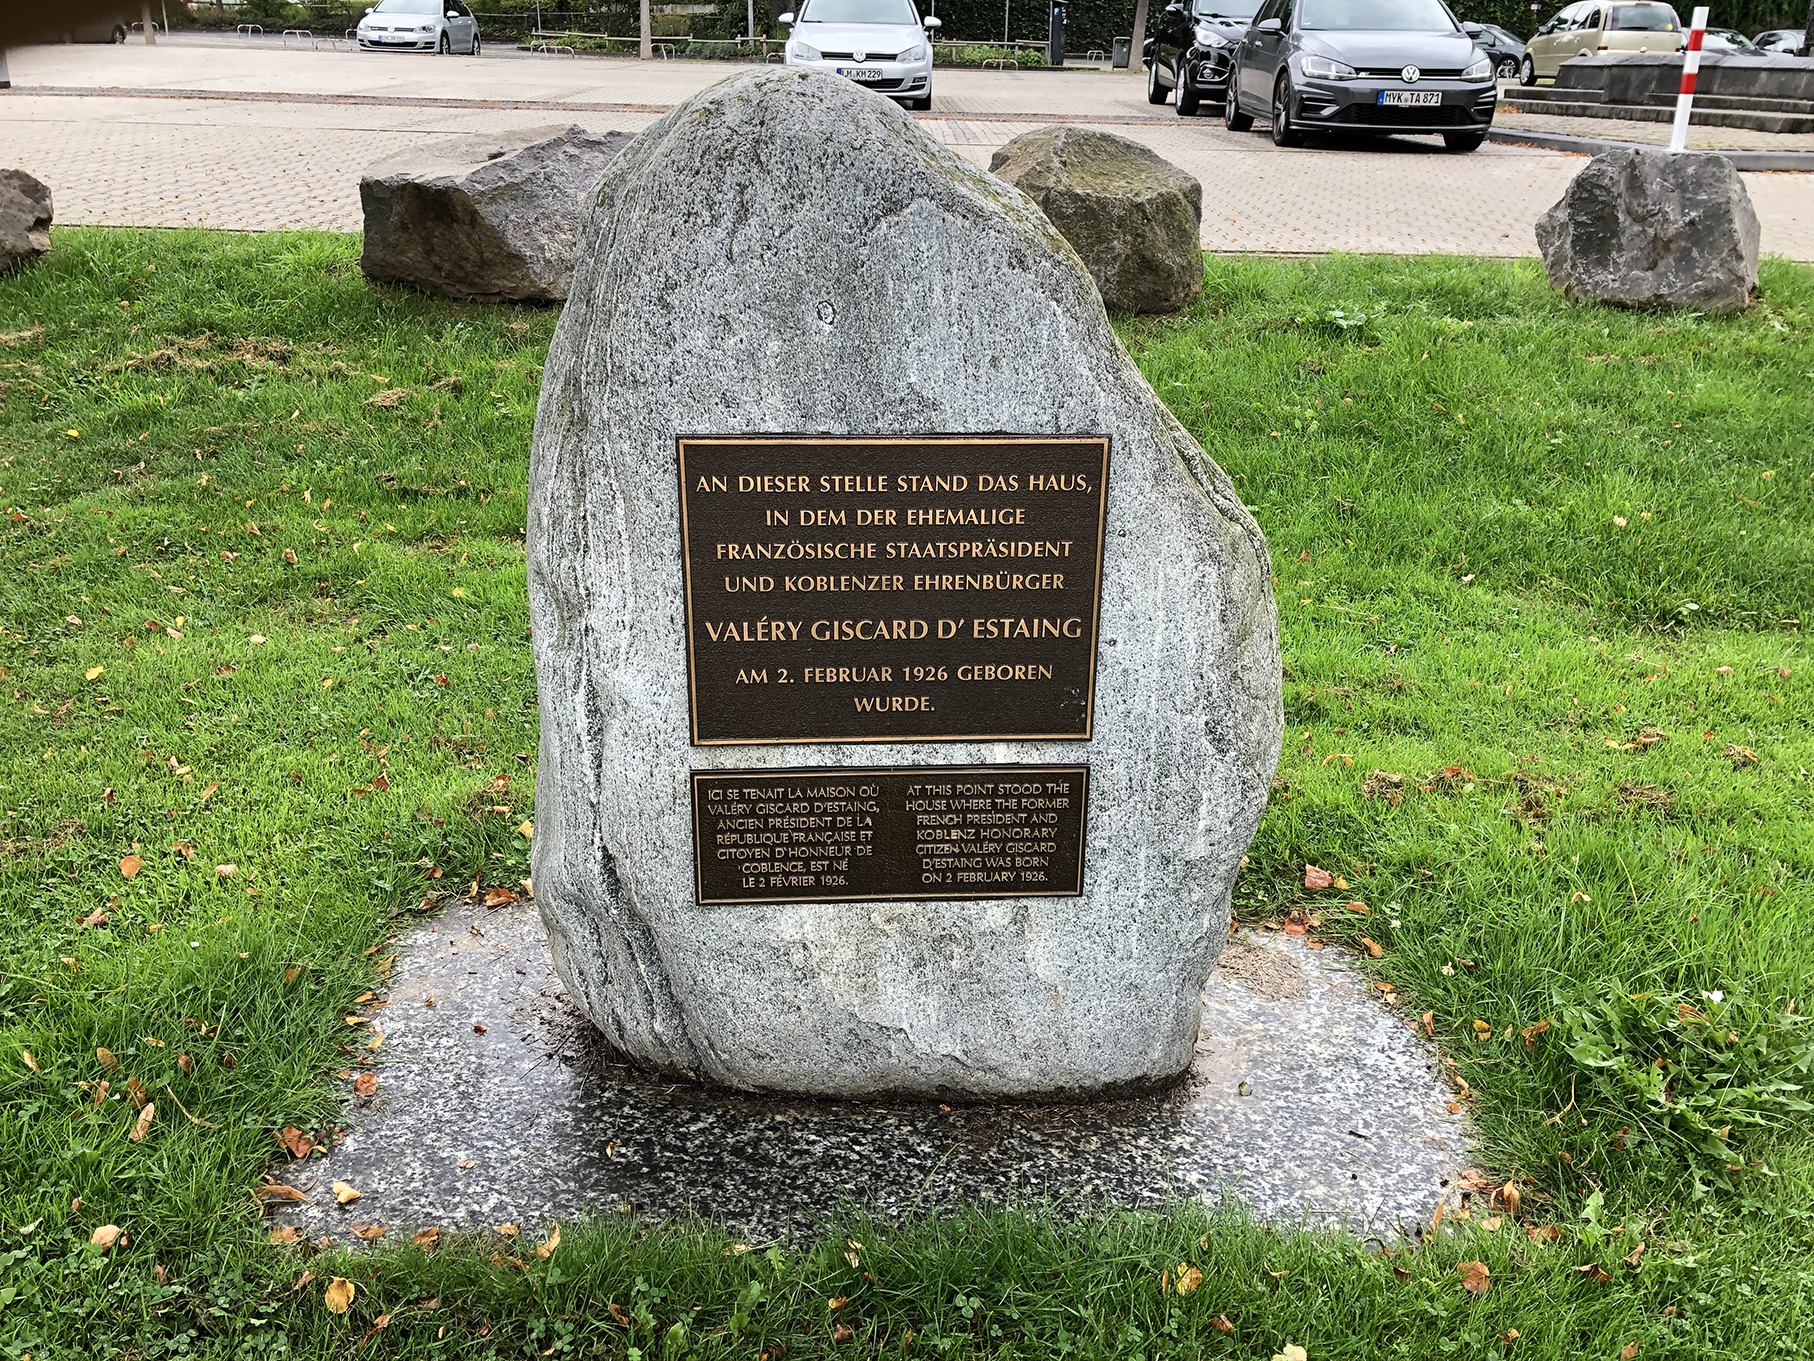 LM KM 229
MYK TA 871
AN DIESER STELLE STAND DAS HAUS,
IN DEM DER EHEMALIGE
FRANZÖSISCHE STAATSPRÄSIDENT
UND KOBLENZER EHRENBÜRGER
VALÉRY GISCARD D' ESTAING
AM 2. FEBRUAR 1926 GEBOREN
WURDE.
ICI SE TENAIT LA MAISON OÙ
VALÉRY GISCARD D'ESTAING,
ANCIEN PRÉSIDENT DE LA
RÉPUBLIQUE FRANÇAISE ET
CITOYEN D'HONNEUR DE
COBLENCE, EST NÉ
LE 2 FÉVRIER 1926.
AT THIS POINT STOOD THE
HOUSE WHERE THE FORMER
FRENCH PRESIDENT AND
KOBLENZ HONORARY
CITIZEN VALÉRY GISCARD
D'ESTAING WAS BORN
ON 2 FEBRUARY 1926.